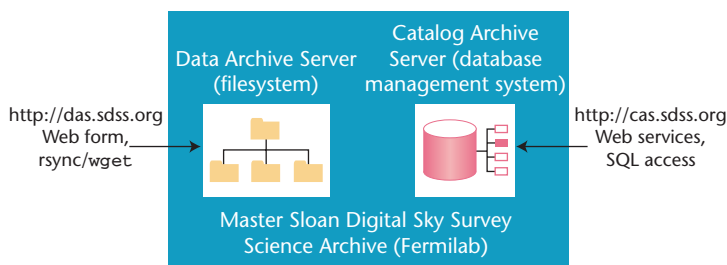 Data Archive Server
(filesystem)
Catalog Archive
Server (database
management system)
http://das.sdss.org
Web form,
rsync/wget
http://cas.sdss.org
Web services,
SQL access
Master Sloan Digital Sky Survey
Science Archive (Fermilab)